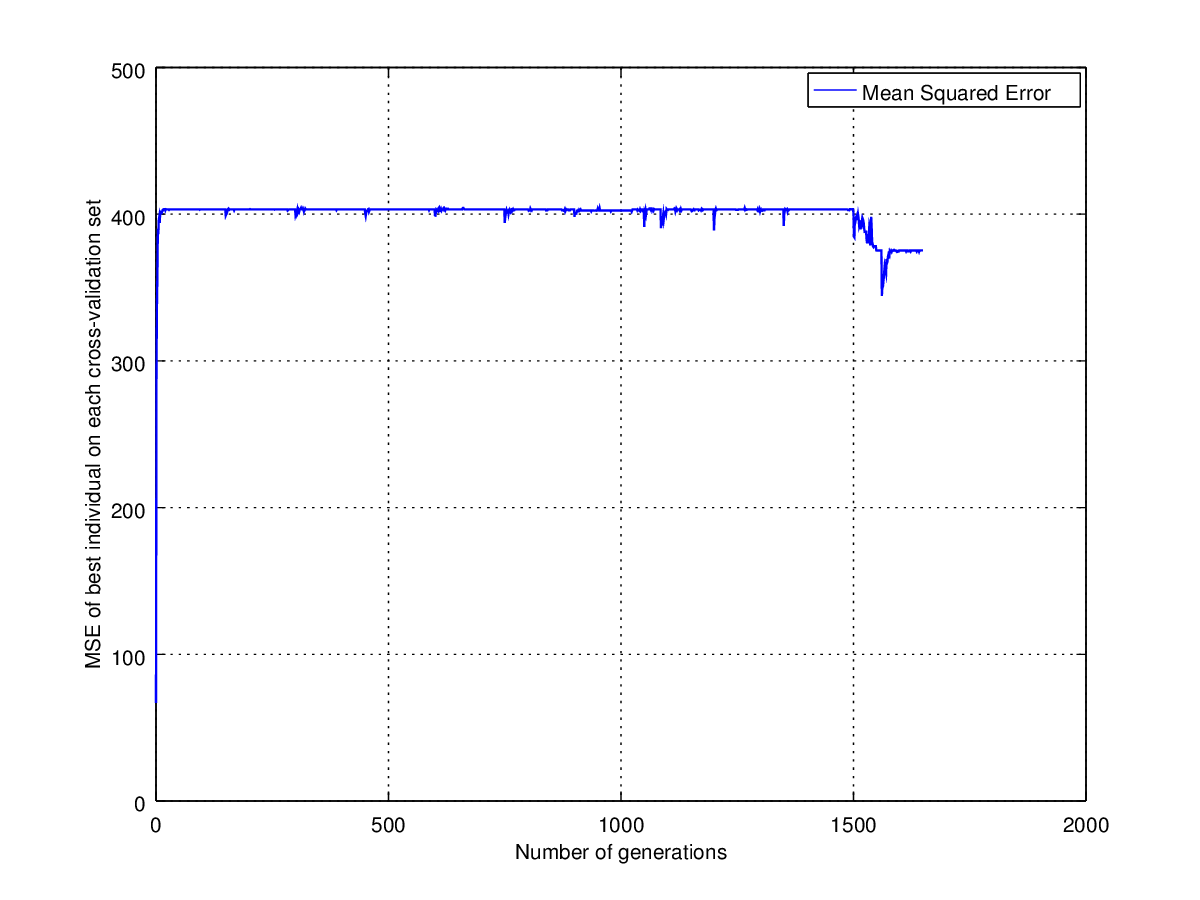 500
400
300
200
100
0
0 500 1000 1500 2000
Mean Squared Error
MSE of best individual on each cross-validation set
Number of generations